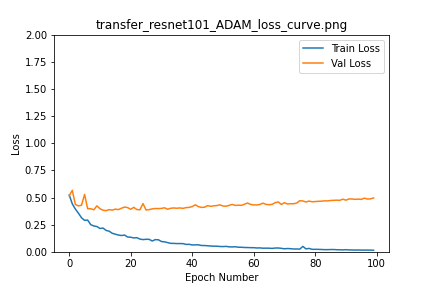 transfer_resnet101_ADAM_loss_curve.png
2.00
1.75
1.50
1.25
1.00
0.75
0.50
0.25
0.00
Loss
Train Loss
Val Loss
0 20 40 60 80 100
Epoch Number